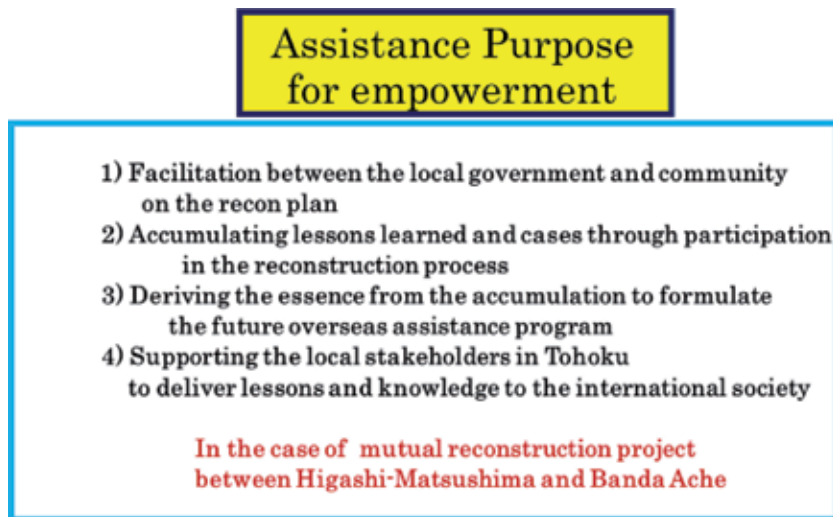 Assistance Purpose
for empowerment
1) Facilitation between the local government and community
on the recon plan
2) Accumulating lessons learned and cases through participation
in the reconstruction process
3) Deriving the essence from the accumulation to formulate
the future overseas assistance program
4) Supporting the local stakeholders in Tohoku
to deliver lessons and knowledge to the international society
In the case of mutual reconstruction project
between Higashi-Matsushima and Banda Ache